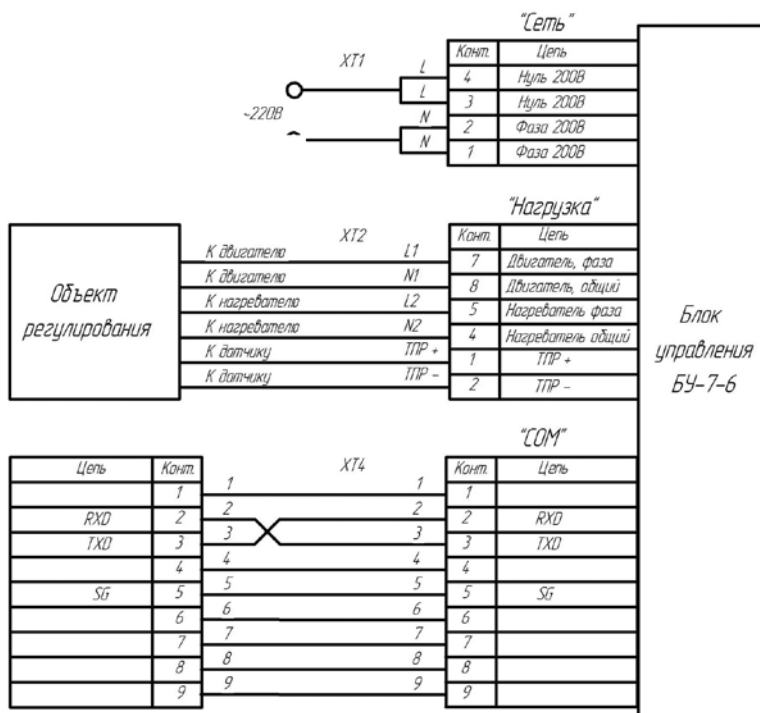 "Сеть"
XT1
L
L
N
N
~220В
Конт. Цепь
4 Нуль 200В
3 Нуль 200В
2 Фаза 200В
1 Фаза 200В
"Нагрузка"
XT2
Объект
регулирования
К двигателю L1
К двигателю N1
К нагревателю L2
К нагревателю N2
К датчику ТПР +
К датчику ТПР -
Конт. Цепь
7 Двигатель, фаза
8 Двигатель, общий
5 Нагреватель фаза
4 Нагреватель общий
1 ТПР +
2 ТПР -
Блок
управления
БУ-7-6
"COM"
XT4
Цепь Конт. Конт. Цепь
1 1 1 1
RXD 2 2 2 2 RXD
TXD 3 3 3 3 TXD
4 4 4 4
SG 5 5 5 5 SG
6 6 6 6
7 7 7 7
8 8 8 8
9 9 9 9